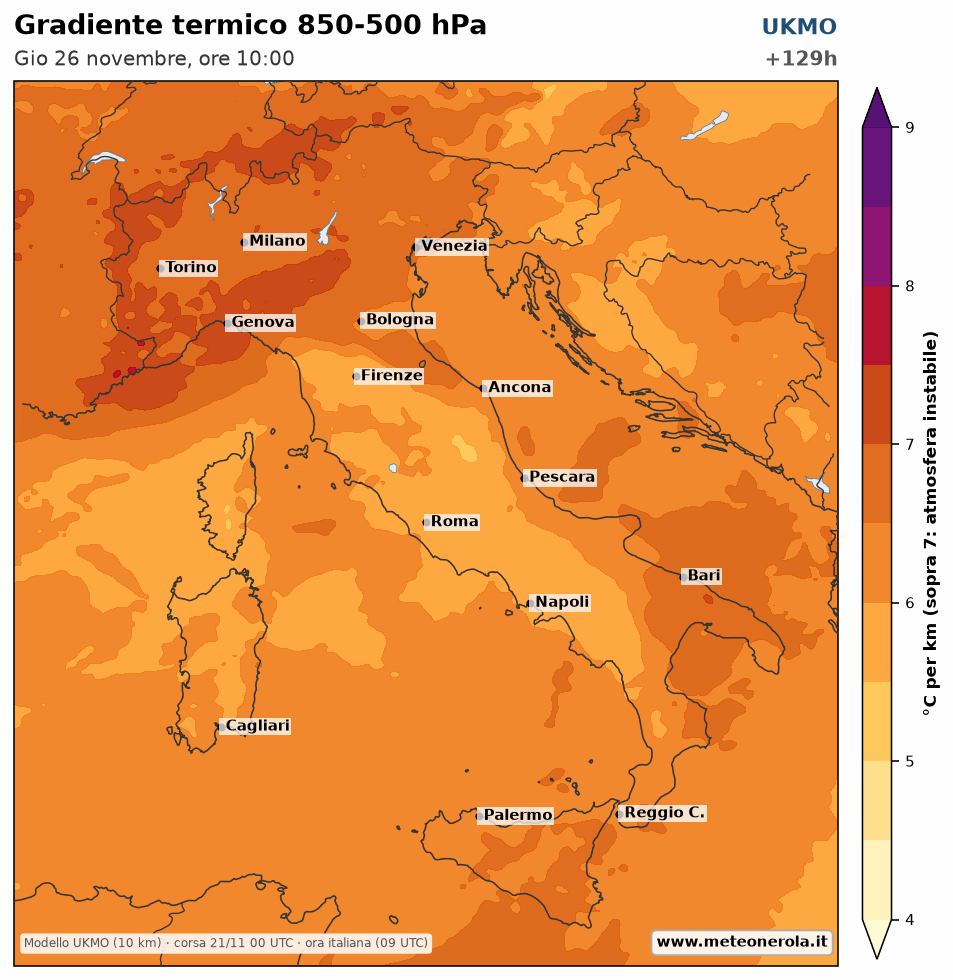 Gradiente termico 850-500 hPa
UKMO
Gio 26 novembre, ore 10:00
+129h
Milano
Venezia
Torino
Genova
Bologna
Firenze
Ancona
Pescara
Roma
Bari
Napoli
Cagliari
Palermo
Reggio C.
9
8
7
6
5
4
°C per km (sopra 7: atmosfera instabile)
Modello UKMO (10 km) · corsa 21/11 00 UTC · ora italiana (09 UTC)
www.meteonerola.it